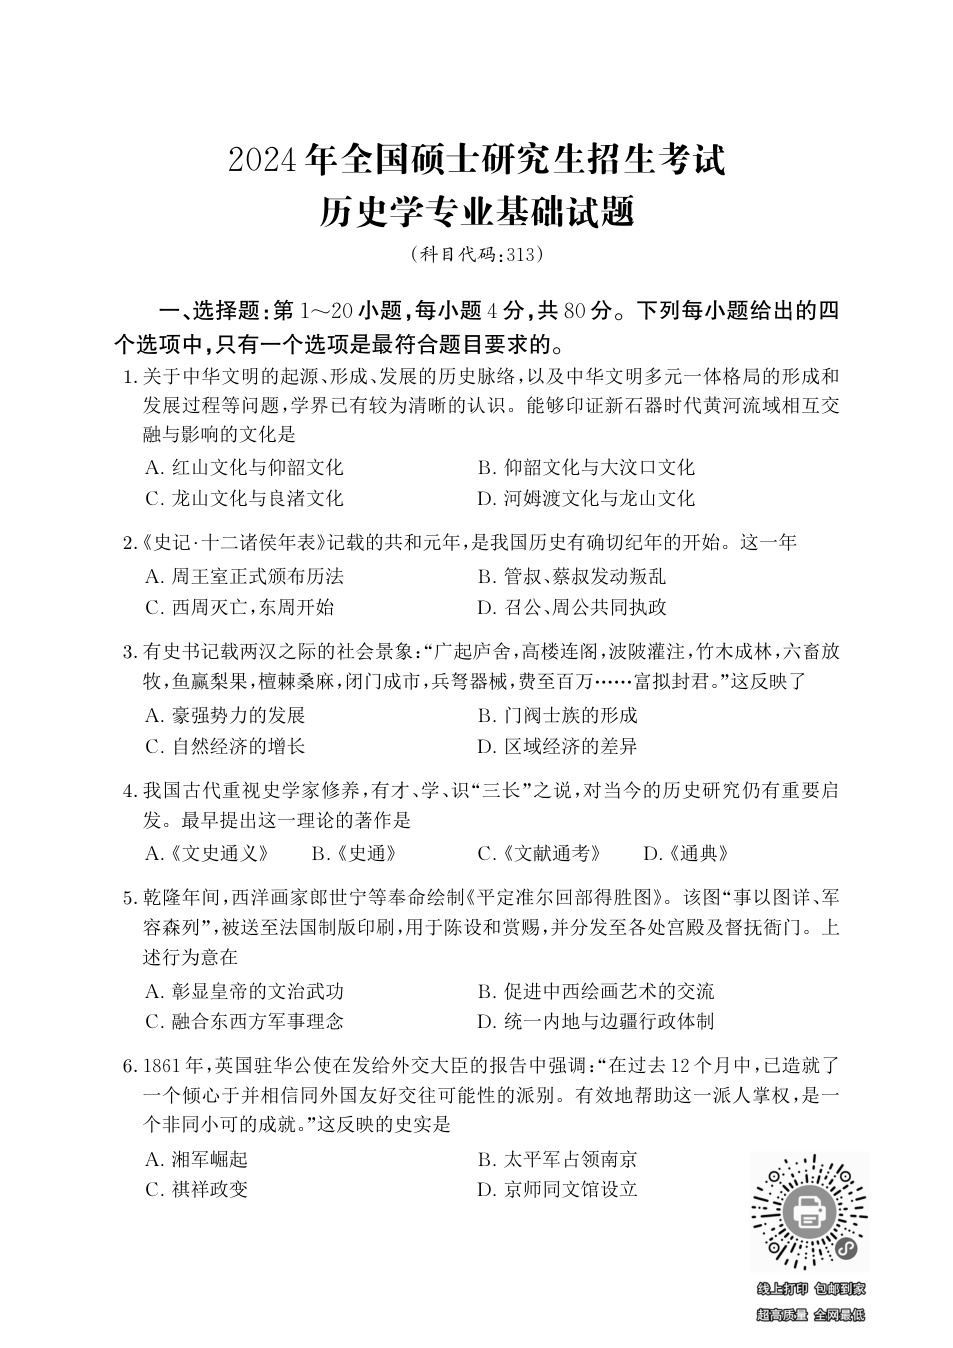 2024年全国硕士研究生招生考试
历史学专业基础试题
(科目代码:313)
一、选择题:第1～20小题,每小题4分,共80分。下列每小题给出的四
个选项中,只有一个选项是最符合题目要求的。
1. 关于中华文明的起源、形成、发展的历史脉络,以及中华文明多元一体格局的形成和
发展过程等问题,学界已有较为清晰的认识。能够印证新石器时代黄河流域相互交
融与影响的文化是
A. 红山文化与仰韶文化 B. 仰韶文化与大汶口文化
C. 龙山文化与良渚文化 D. 河姆渡文化与龙山文化
2.《史记·十二诸侯年表》记载的共和元年,是我国历史有确切纪年的开始。这一年
A. 周王室正式颁布历法 B. 管叔、蔡叔发动叛乱
C. 西周灭亡,东周开始 D. 召公、周公共同执政
3. 有史书记载两汉之际的社会景象:“广起庐舍,高楼连阁,波陂灌注,竹木成林,六畜放
牧,鱼蠃梨果,檀棘桑麻,闭门成市,兵弩器械,费至百万……富拟封君。”这反映了
A. 豪强势力的发展 B. 门阀士族的形成
C. 自然经济的增长 D. 区域经济的差异
4. 我国古代重视史学家修养,有才、学、识“三长”之说,对当今的历史研究仍有重要启
发。最早提出这一理论的著作是
A.《文史通义》 B.《史通》 C.《文献通考》 D.《通典》
5. 乾隆年间,西洋画家郎世宁等奉命绘制《平定准尔回部得胜图》。该图“事以图详、军
容森列”,被送至法国制版印刷,用于陈设和赏赐,并分发至各处宫殿及督抚衙门。上
述行为意在
A. 彰显皇帝的文治武功 B. 促进中西绘画艺术的交流
C. 融合东西方军事理念 D. 统一内地与边疆行政体制
6. 1861年,英国驻华公使在发给外交大臣的报告中强调:“在过去12个月中,已造就了
一个倾心于并相信同外国友好交往可能性的派别。有效地帮助这一派人掌权,是一
个非同小可的成就。”这反映的史实是
A. 湘军崛起 B. 太平军占领南京
C. 祺祥政变 D. 京师同文馆设立
线上打印 包邮到家
超高质量 全网最低